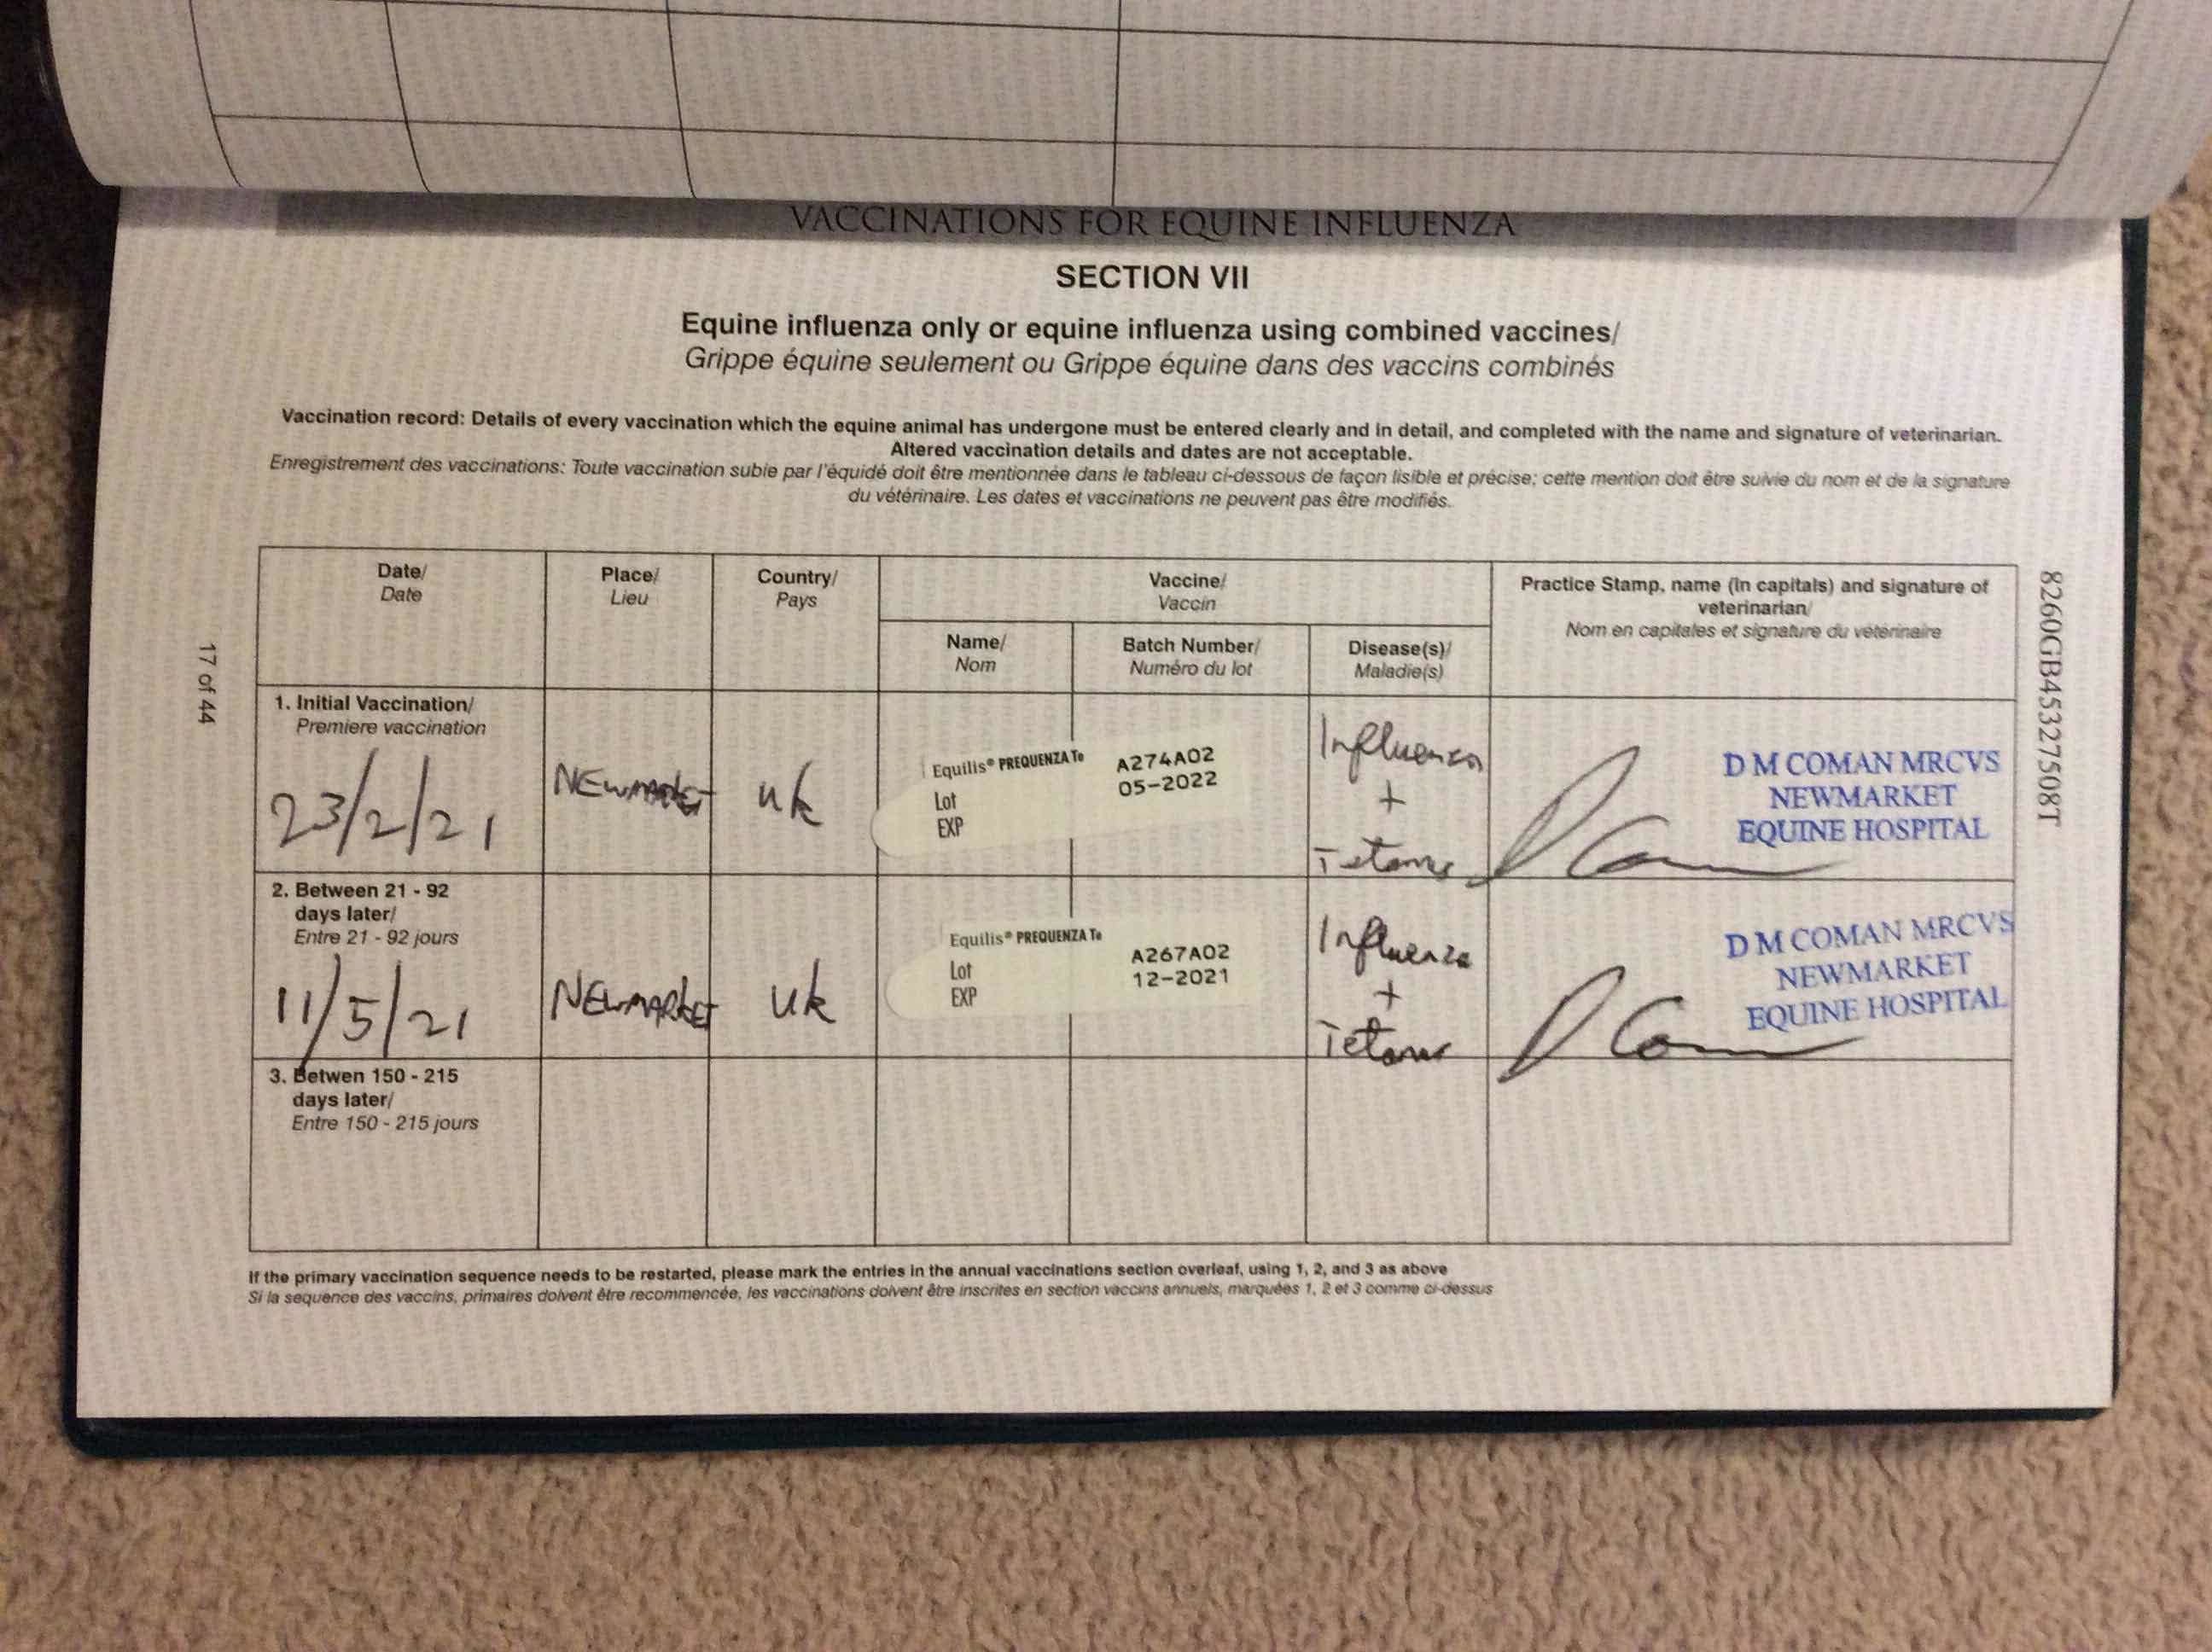 VACCINATIONS FOR EQUINE INFLUENZA
SECTION VII
Equine influenza only or equine influenza using combined vaccines/
Grippe équine seulement ou Grippe équine dans des vaccins combinés
Vaccination record: Details of every vaccination which the equine animal has undergone must be entered clearly and in detail, and completed with the name and signature of veterinarian.
Altered vaccination details and dates are not acceptable.
Enregistrement des vaccinations: Toute vaccination subie par l'équidé doit être mentionnée dans le tableau ci-dessous de façon lisible et précise; cette mention doit être suivie du nom et de la signature
du vétérinaire. Les dates et vaccinations ne peuvent pas être modifiés.
Date/
Date
Place/
Lieu
Country/
Pays
Vaccine/
Vaccin
Name/
Nom
Batch Number/
Numéro du lot
Disease(s)/
Maladie(s)
Practice Stamp, name (in capitals) and signature of
veterinarian/
Nom en capitales et signature du vétérinaire
1. Initial Vaccination/
Premiere vaccination
23/2/21
NEWMARKET
UK
Equilis® PREQUENZA Te
Lot
EXP
A274A02
05-2022
Influenza
+
Tetanus
D M COMAN MRCVS
NEWMARKET
EQUINE HOSPITAL
2. Between 21 - 92
days later/
Entre 21 - 92 jours
11/5/21
NEWMARKET
UK
Equilis® PREQUENZA Te
Lot
EXP
A267A02
12-2021
Influenza
+
Tetanus
D M COMAN MRCVS
NEWMARKET
EQUINE HOSPITAL
3. Betwen 150 - 215
days later/
Entre 150 - 215 jours
If the primary vaccination sequence needs to be restarted, please mark the entries in the annual vaccinations section overleaf, using 1, 2, and 3 as above
Si la sequence des vaccins, primaires doivent être recommencée, les vaccinations doivent être inscrites en section vaccins annuels, marquées 1, 2 et 3 comme ci-dessus
17 of 44
8260GB45327508T